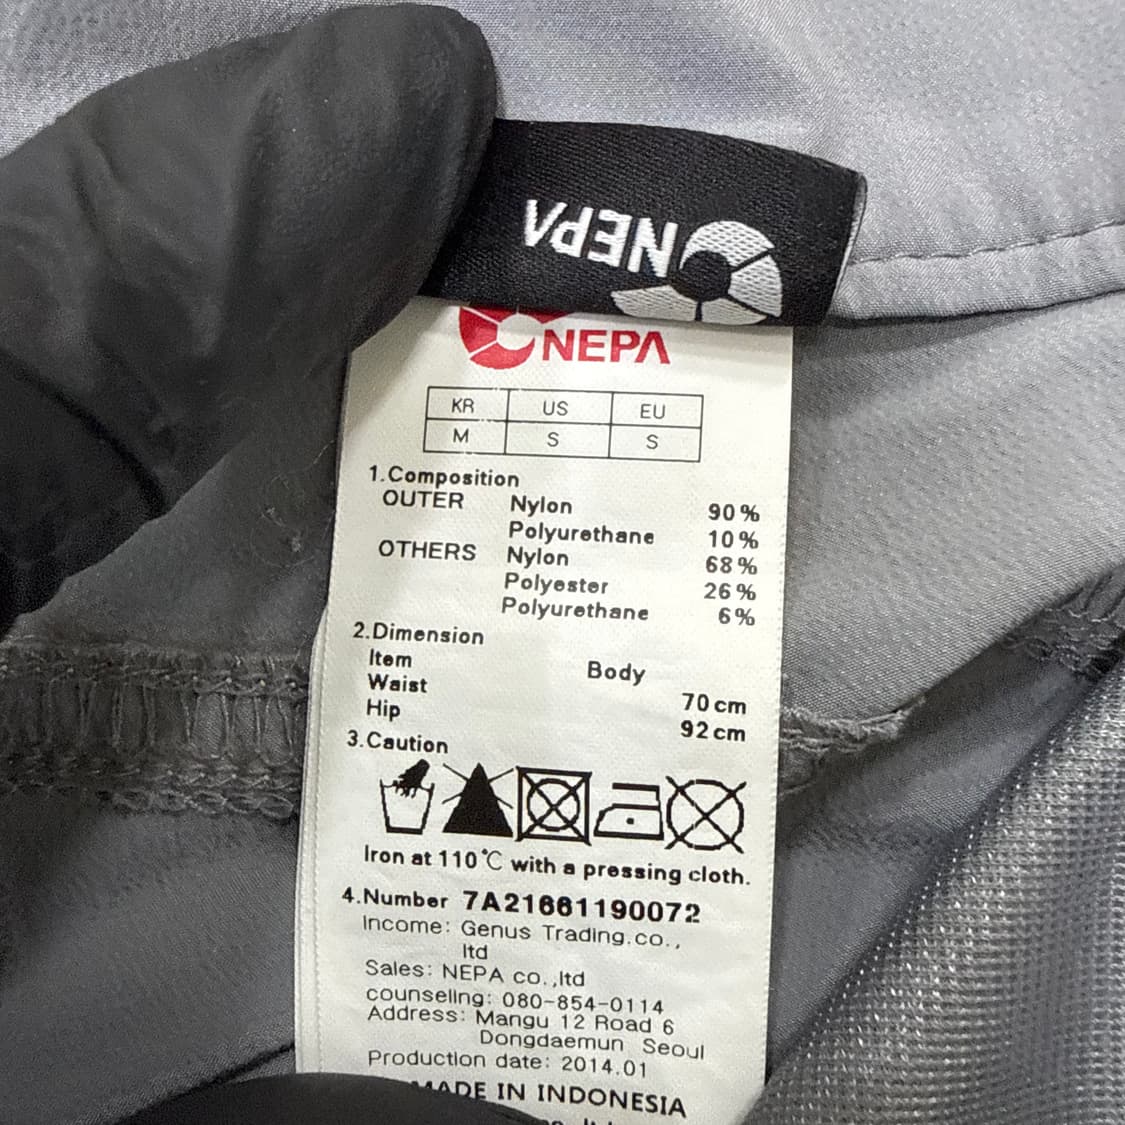 NEPA
NEPA
KR US EU
M S S
1.Composition
OUTER Nylon 90%
Polyurethane 10%
OTHERS Nylon 68%
Polyester 26%
Polyurethane 6%
2.Dimension
Item Body
Waist 70cm
Hip 92cm
3.Caution
Iron at 110℃ with a pressing cloth.
4.Number 7A21661190072
Income: Genus Trading.co.,
ltd
Sales: NEPA co.,ltd
counseling: 080-854-0114
Address: Mangu 12 Road 6
Dongdaemun Seoul
Production date: 2014.01
MADE IN INDONESIA